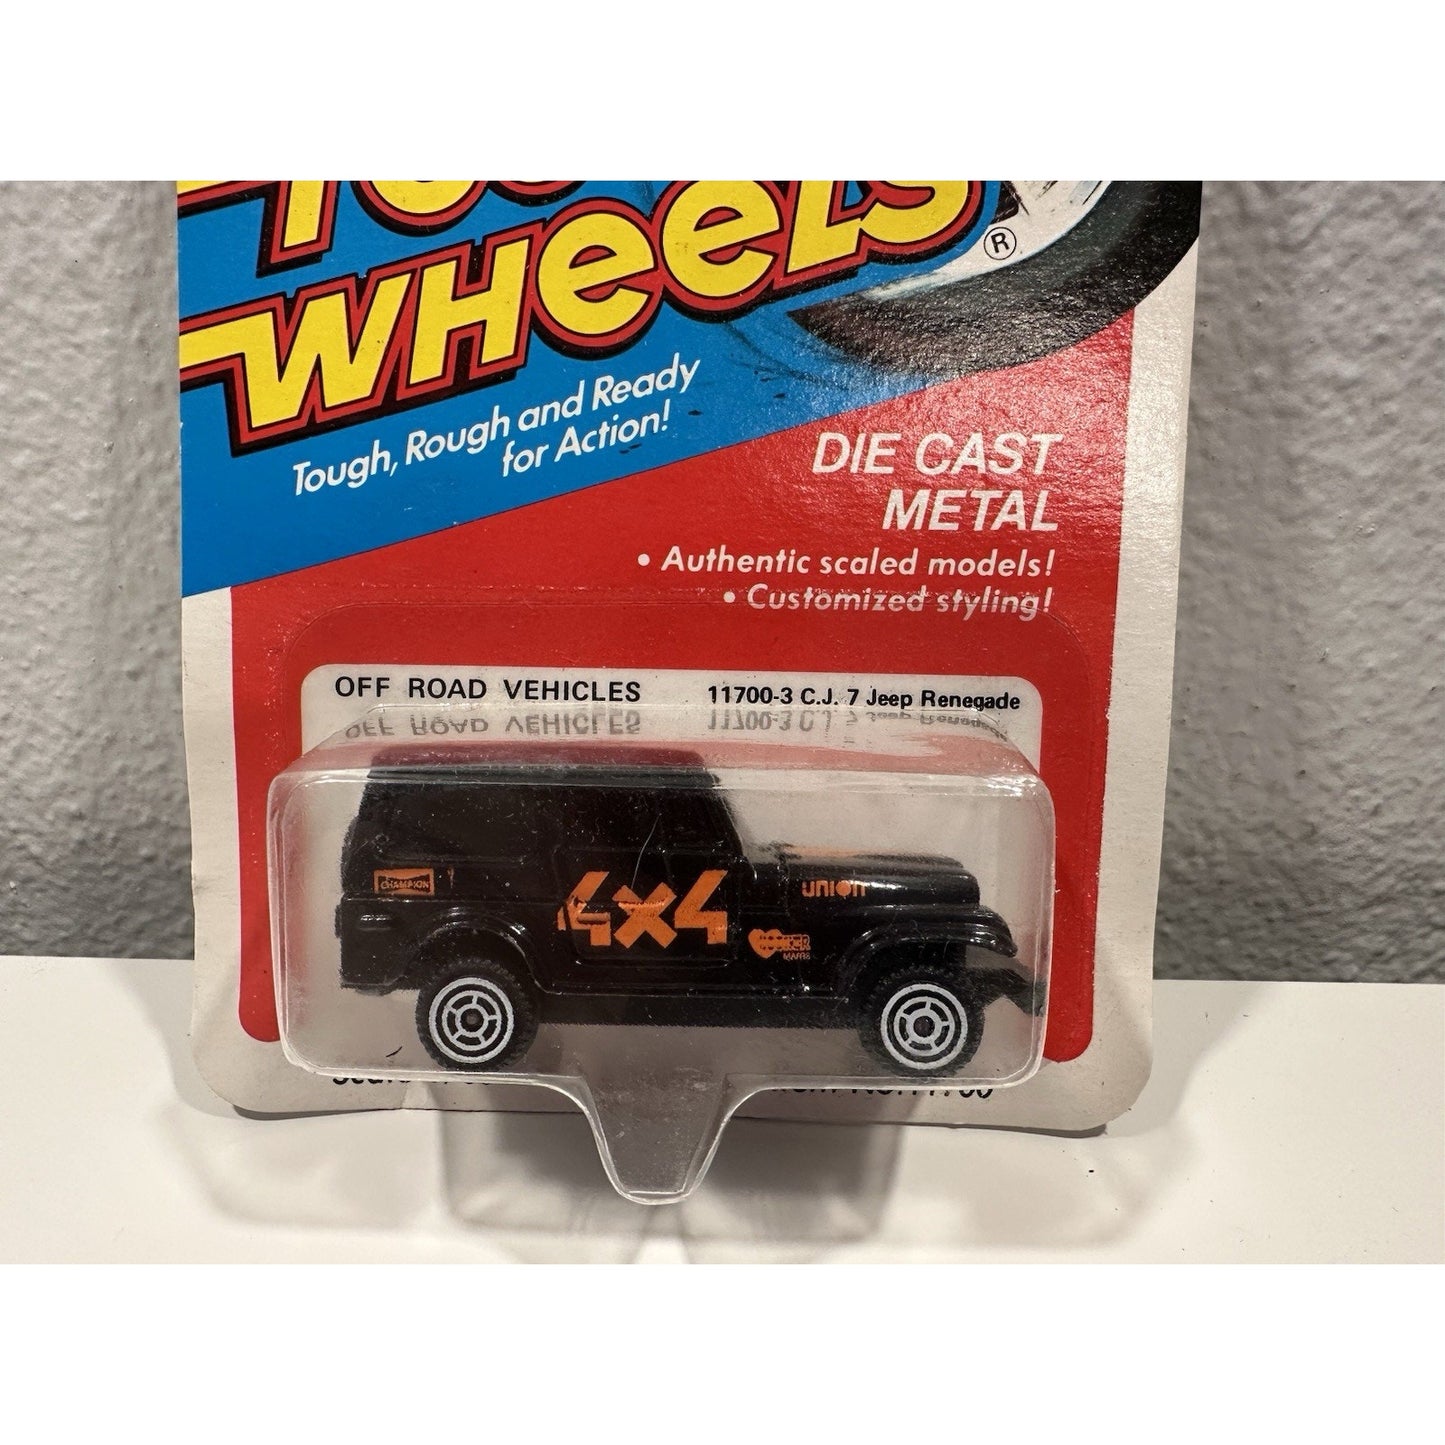 WHEELS®
Tough, Rough and Ready
for Action!
DIE CAST
METAL
• Authentic scaled models!
• Customized styling!
OFF ROAD VEHICLES 11700-3 C.J. 7 Jeep Renegade
CHAMPION
4x4
union
HOOKER